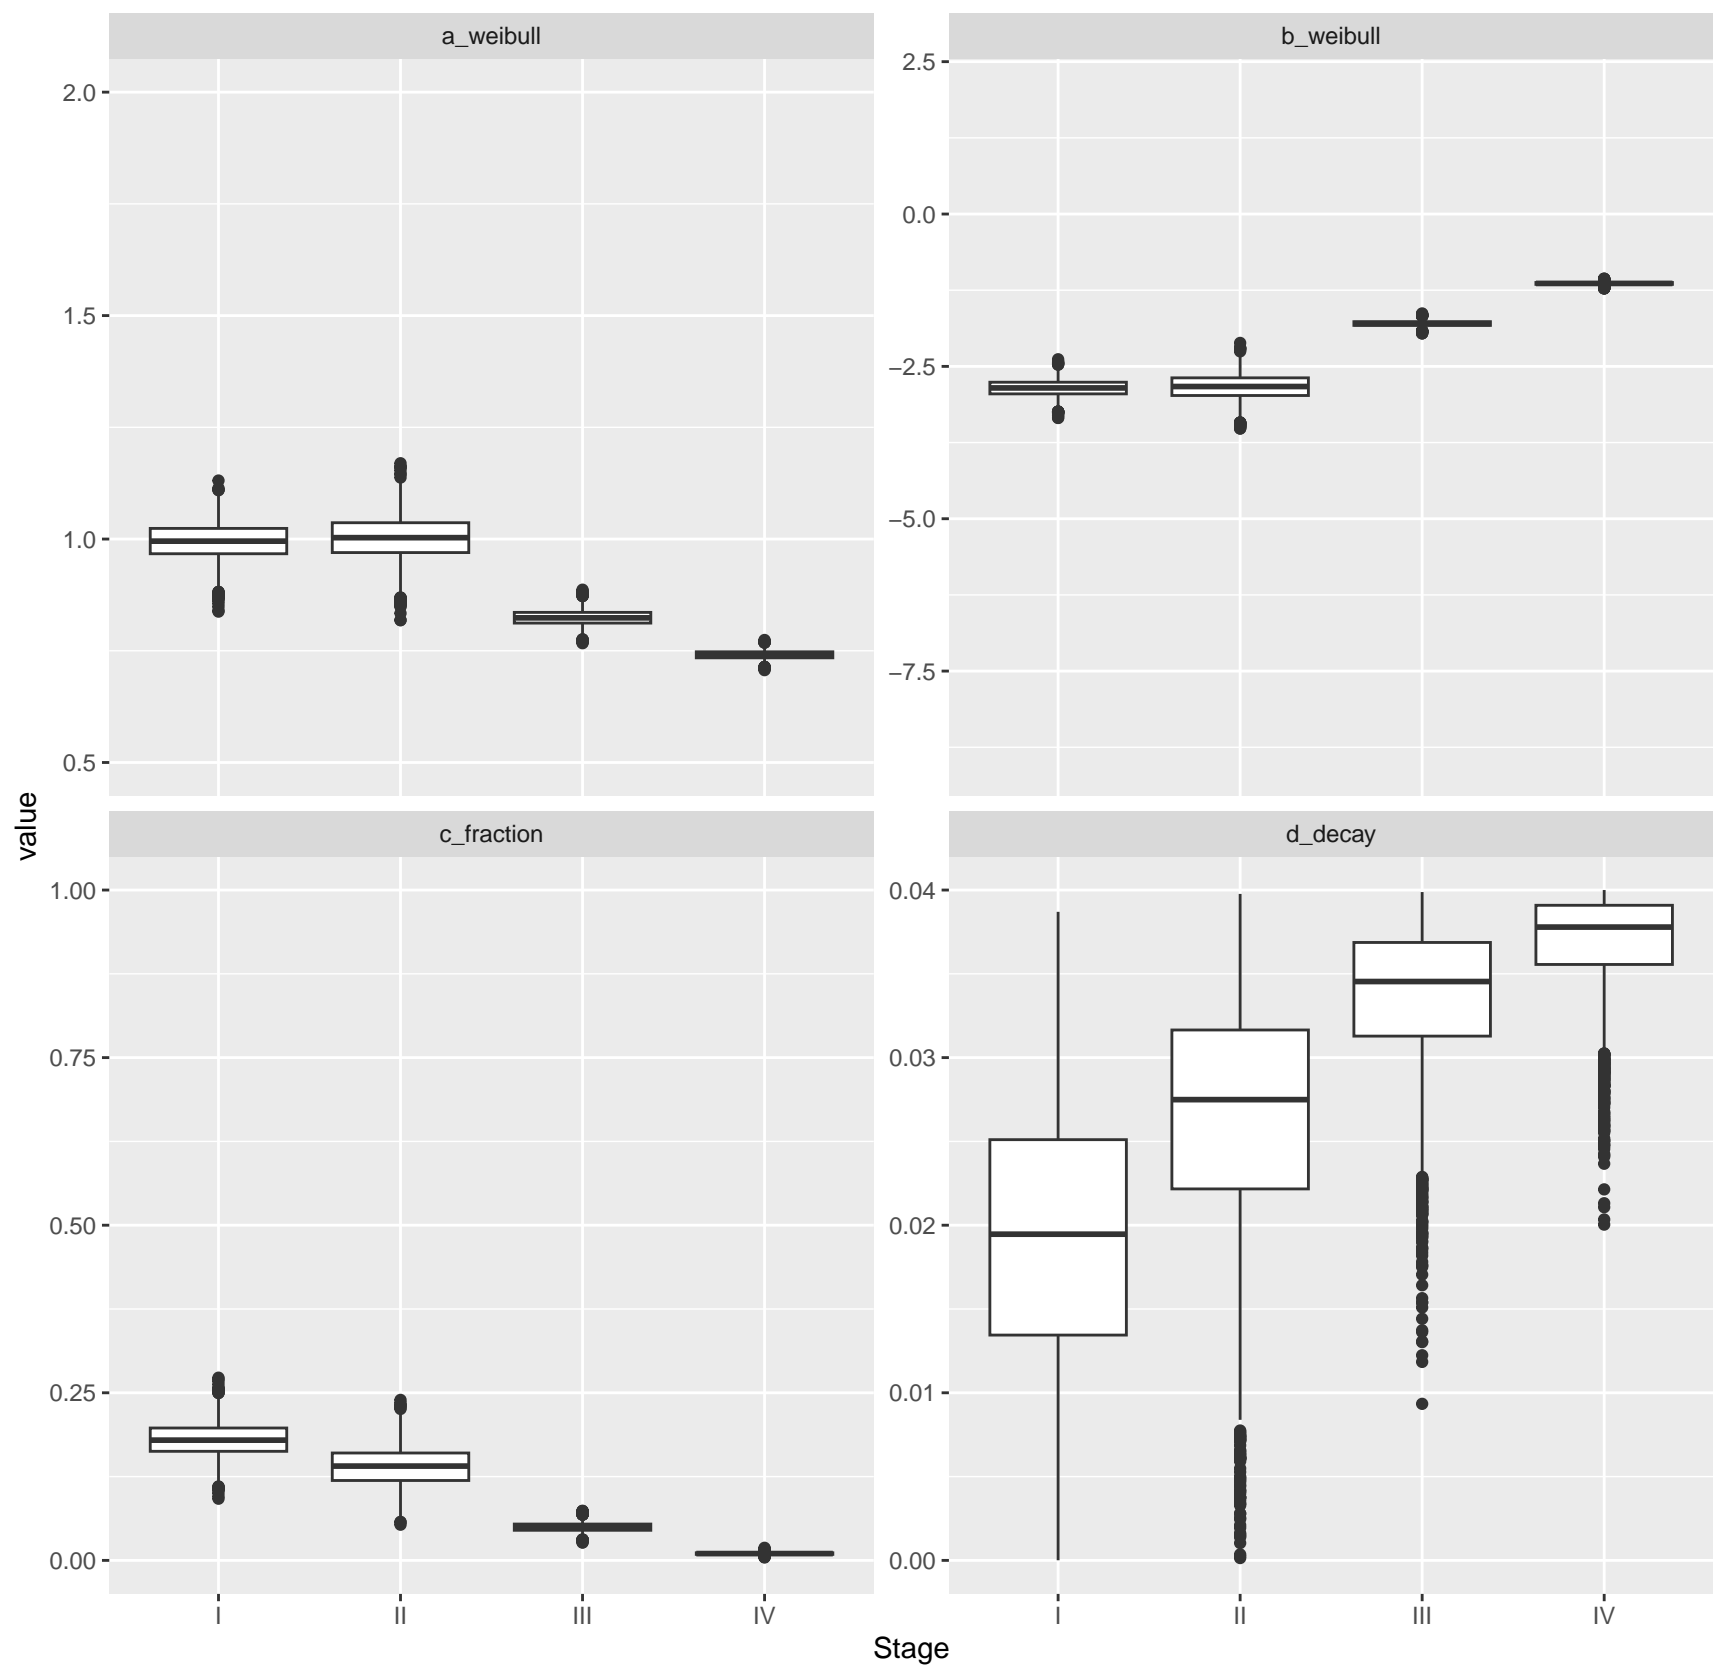 a_weibull
b_weibull
2.0
1.5
1.0
0.5
2.5
0.0
−2.5
−5.0
−7.5
value
c_fraction
d_decay
1.00
0.75
0.50
0.25
0.00
0.04
0.03
0.02
0.01
0.00
I II III IV
I II III IV
Stage